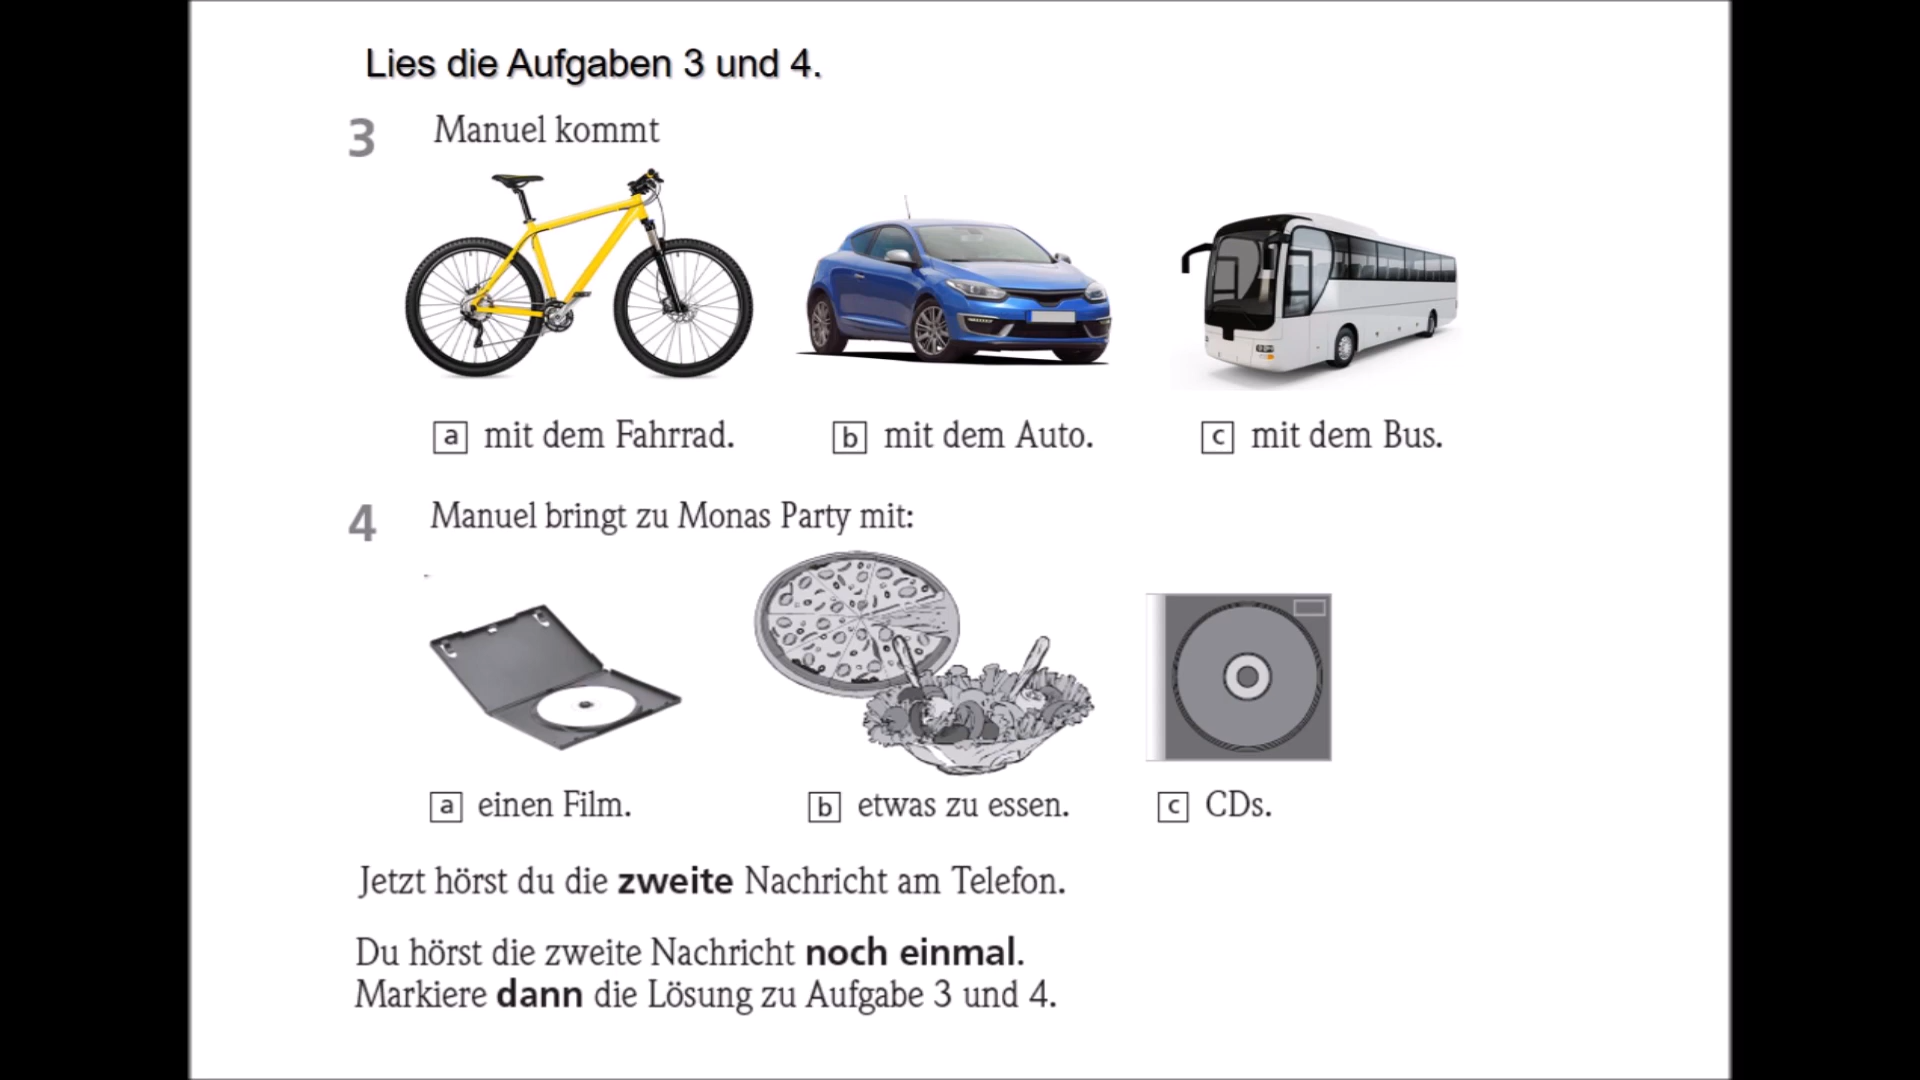 Lies die Aufgaben 3 und 4.
3 Manuel kommt
a mit dem Fahrrad. b mit dem Auto. c mit dem Bus.
4 Manuel bringt zu Monas Party mit:
a einen Film. b etwas zu essen. c CDs.
Jetzt hörst du die zweite Nachricht am Telefon.
Du hörst die zweite Nachricht noch einmal.
Markiere dann die Lösung zu Aufgabe 3 und 4.